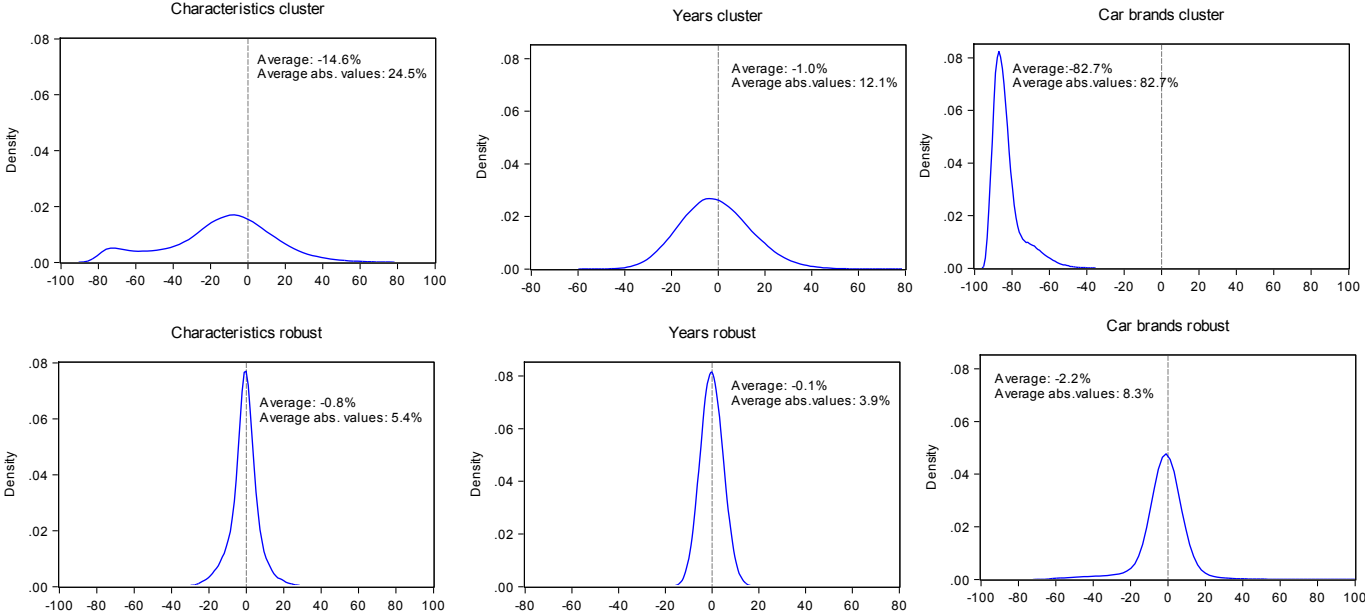 Characteristics cluster
.08
.06
.04
.02
.00
Density
Average: -14.6%
Average abs. values: 24.5%
-100 -80 -60 -40 -20 0 20 40 60 80 100
Years cluster
.08
.06
.04
.02
.00
Density
Average: -1.0%
Average abs.values: 12.1%
-80 -60 -40 -20 0 20 40 60 80
Car brands cluster
.08
.06
.04
.02
.00
Density
Average:-82.7%
Average abs.values: 82.7%
-100 -80 -60 -40 -20 0 20 40 60 80 100
Characteristics robust
.08
.06
.04
.02
.00
Density
Average: -0.8%
Average abs. values: 5.4%
-100 -80 -60 -40 -20 0 20 40 60 80 100
Years robust
.08
.06
.04
.02
.00
Density
Average: -0.1%
Average abs.values: 3.9%
-80 -60 -40 -20 0 20 40 60 80
Car brands robust
.08
.06
.04
.02
.00
Density
Average: -2.2%
Average abs.values: 8.3%
-100 -80 -60 -40 -20 0 20 40 60 80 100